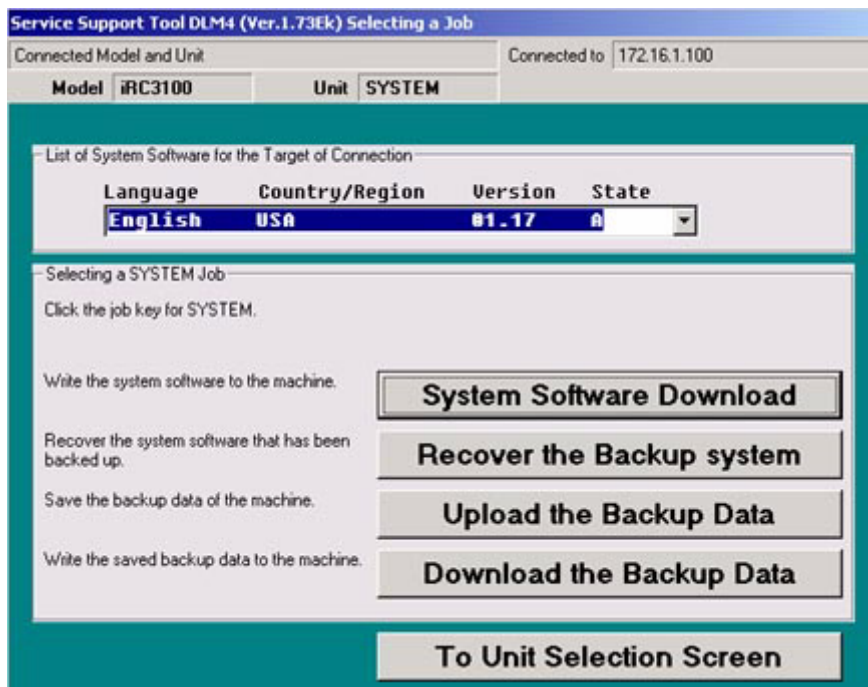 Service Support Tool DLM4 (Ver.1.73Ek) Selecting a Job
Connected Model and Unit Connected to 172.16.1.100
Model iRC3100 Unit SYSTEM
List of System Software for the Target of Connection
Language Country/Region Version State
English USA 01.17 A
Selecting a SYSTEM Job
Click the job key for SYSTEM.
Write the system software to the machine.
System Software Download
Recover the system software that has been
backed up.
Recover the Backup system
Save the backup data of the machine.
Upload the Backup Data
Write the saved backup data to the machine.
Download the Backup Data
To Unit Selection Screen